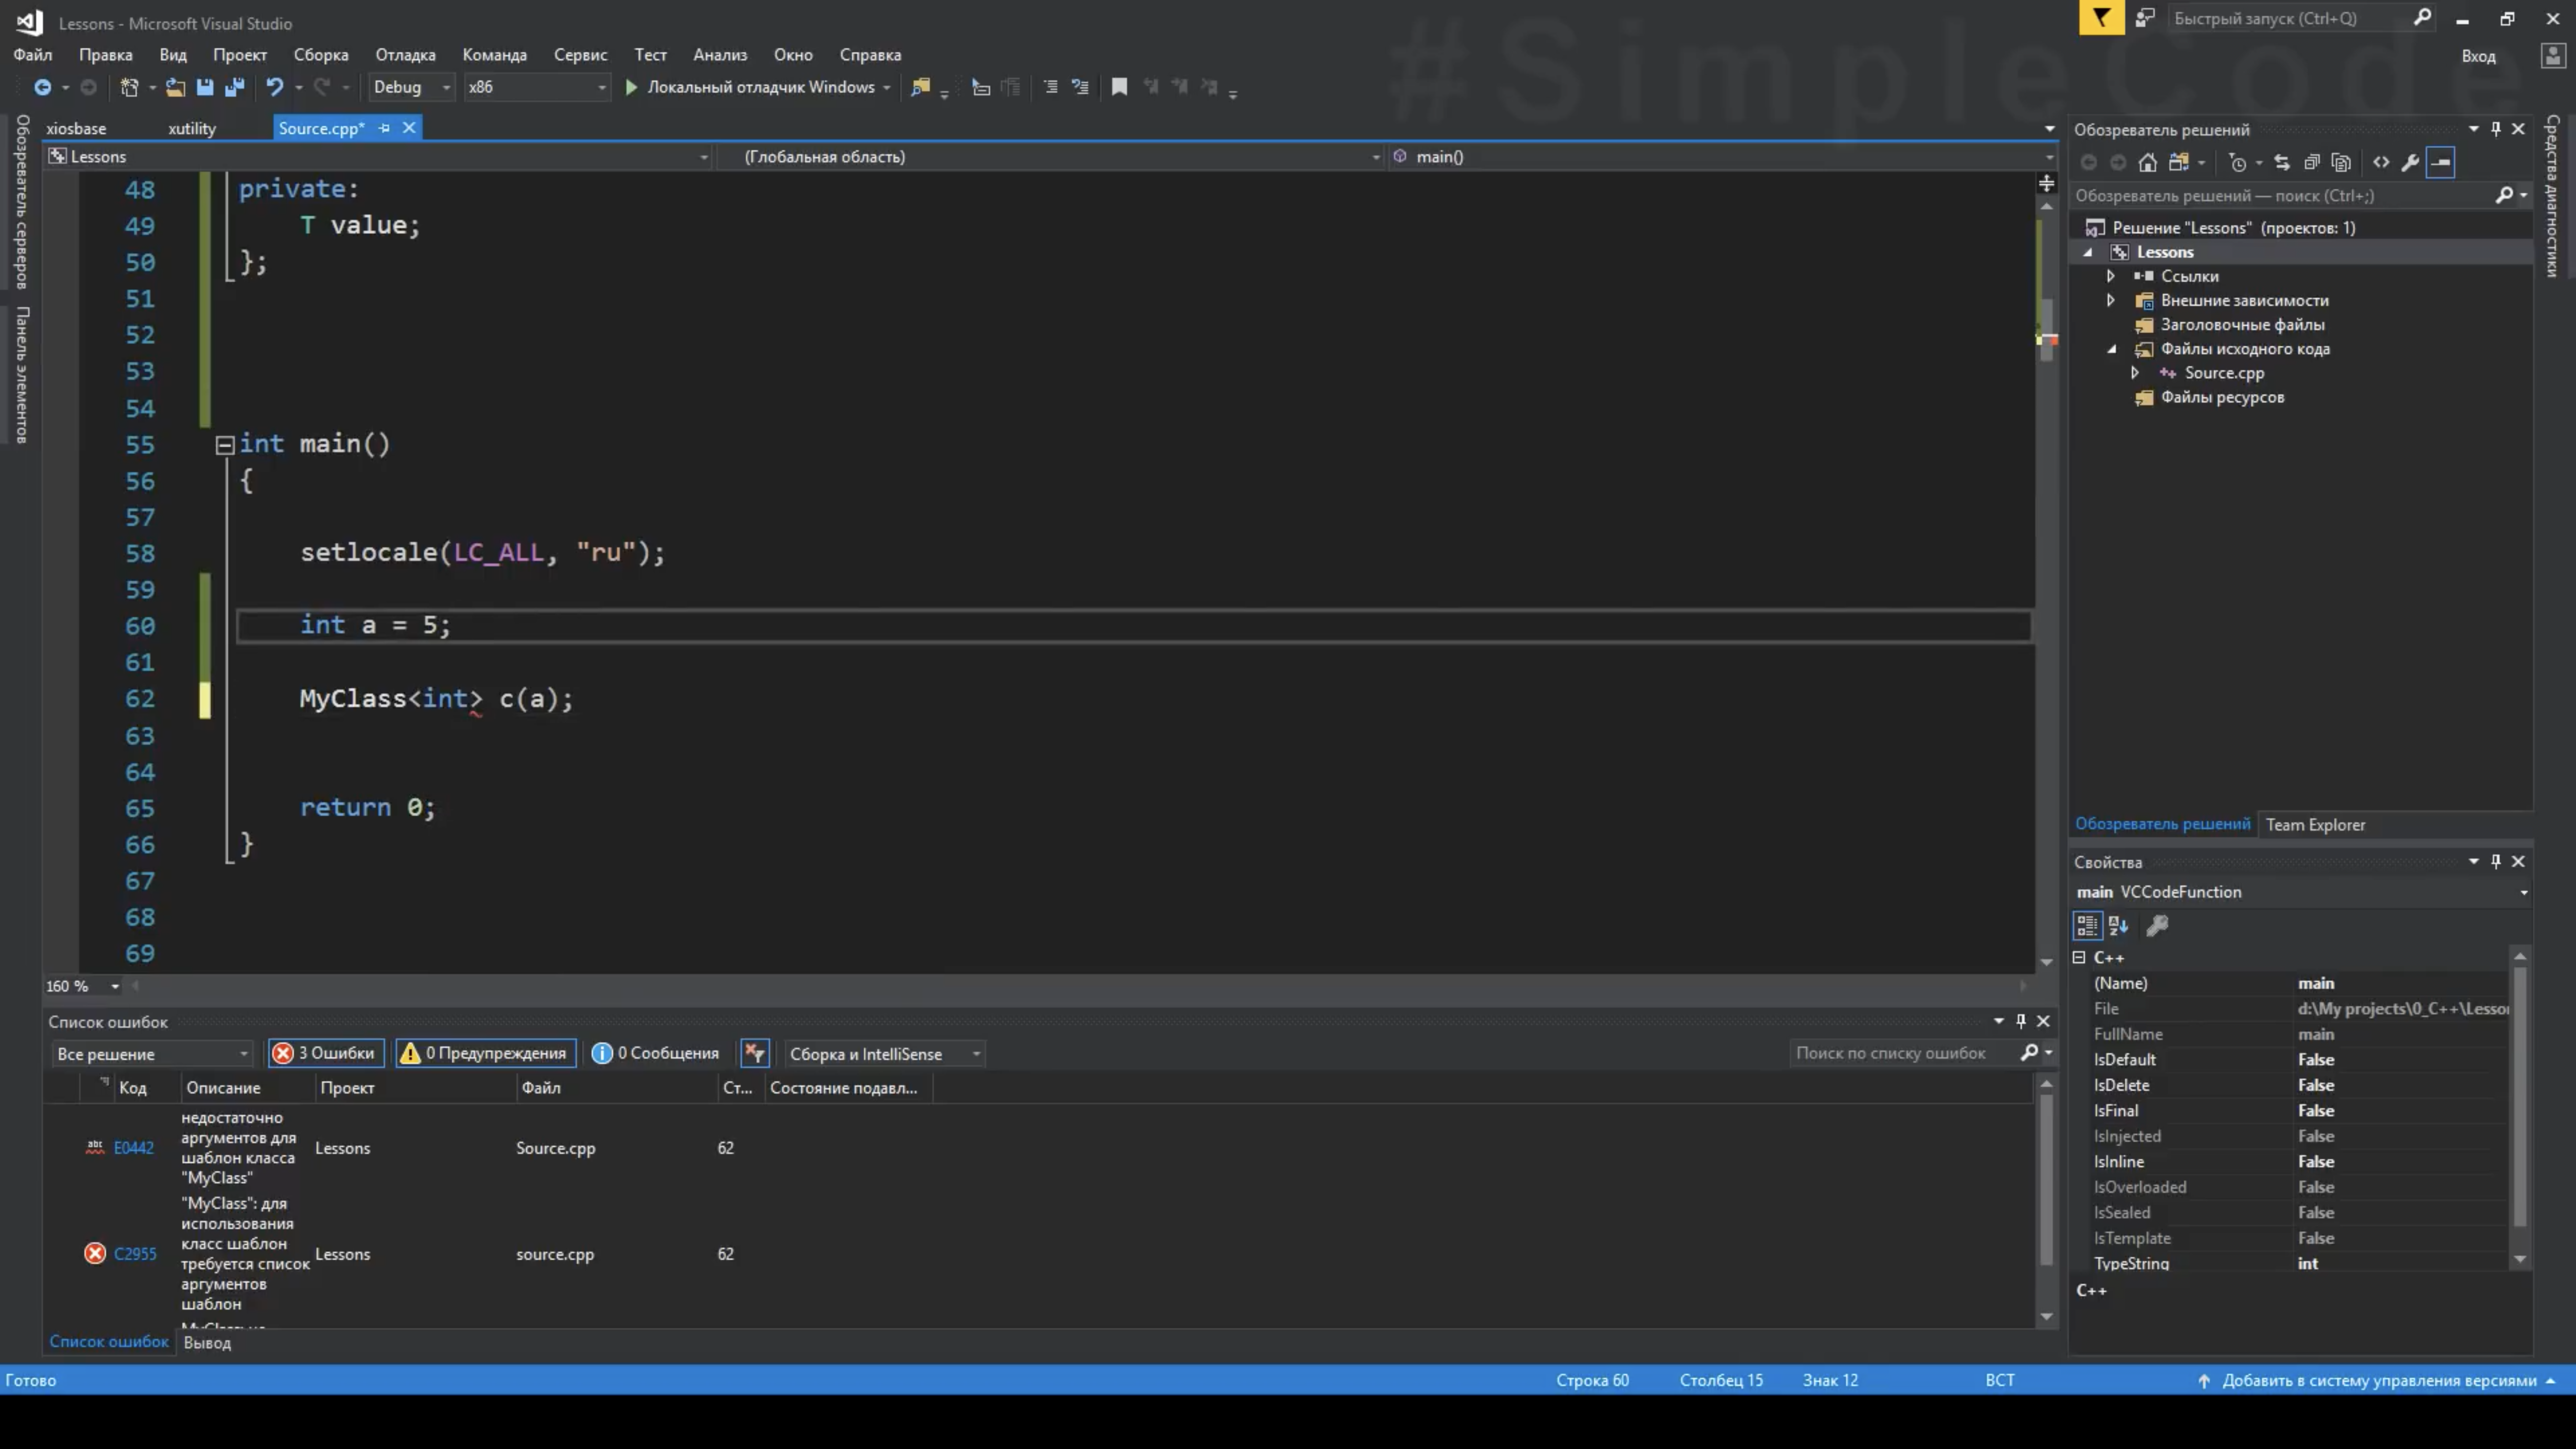 #SimpleCode
Lessons - Microsoft Visual Studio
Быстрый запуск (Ctrl+Q)
Файл Правка Вид Проект Сборка Отладка Команда Сервис Тест Анализ Окно Справка
Вход
Debug x86 Локальный отладчик Windows
Обозреватель серверов
Панель элементов
xiosbase xutility Source.cpp*
Lessons (Глобальная область) main()
48 private:
49 T value;
50 };
51
52
53
54
55 int main()
56 {
57
58 setlocale(LC_ALL, "ru");
59
60 int a = 5;
61
62 MyClass<int> c(a);
63
64
65 return 0;
66 }
67
68
69
160 %
Список ошибок
Все решение 3 Ошибки 0 Предупреждения 0 Сообщения Сборка и IntelliSense Поиск по списку ошибок
Код Описание Проект Файл Ст... Состояние подавл...
E0442 недостаточно аргументов для шаблон класса "MyClass" Lessons Source.cpp 62
C2955 "MyClass": для использования класс шаблон требуется список аргументов шаблон Lessons source.cpp 62
Список ошибок Вывод
Обозреватель решений
Обозреватель решений — поиск (Ctrl+;)
Решение "Lessons" (проектов: 1)
Lessons
Ссылки
Внешние зависимости
Заголовочные файлы
Файлы исходного кода
Source.cpp
Файлы ресурсов
Обозреватель решений Team Explorer
Свойства
main VCCodeFunction
C++
(Name) main
File d:\My projects\0_C++\Lesso
FullName main
IsDefault False
IsDelete False
IsFinal False
IsInjected False
IsInline False
IsOverloaded False
IsSealed False
IsTemplate False
TypeString int
C++
Средства диагностики
Готово Строка 60 Столбец 15 Знак 12 ВСТ Добавить в систему управления версиями